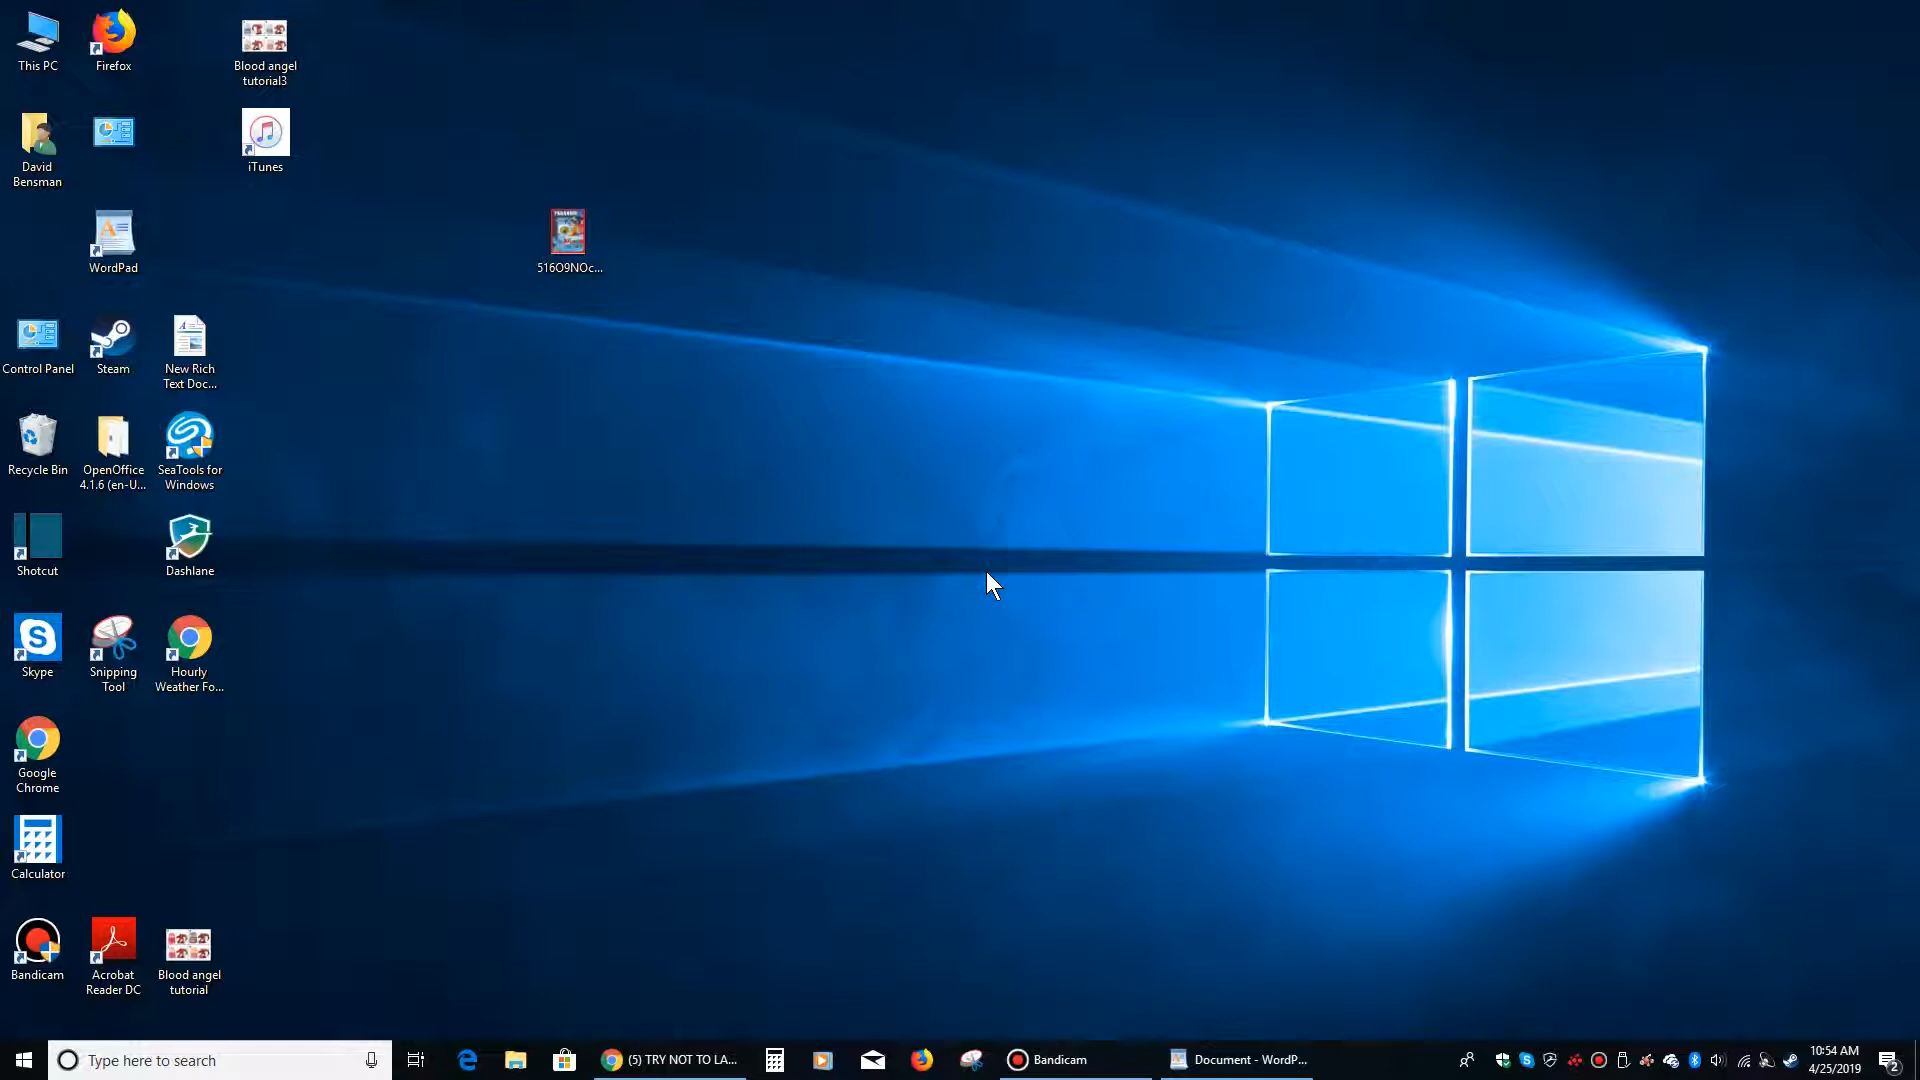 This PC
Firefox
Blood angel
tutorial3
David
Bensman
iTunes
WordPad
516O9NOc...
Control Panel
Steam
New Rich
Text Doc...
Recycle Bin
OpenOffice
4.1.6 (en-U...
SeaTools for
Windows
Shotcut
Dashlane
Skype
Snipping
Tool
Hourly
Weather Fo...
Google
Chrome
Calculator
Bandicam
Acrobat
Reader DC
Blood angel
tutorial
Type here to search
(5) TRY NOT TO LA...
Bandicam
Document - WordP...
10:54 AM
4/25/2019
2